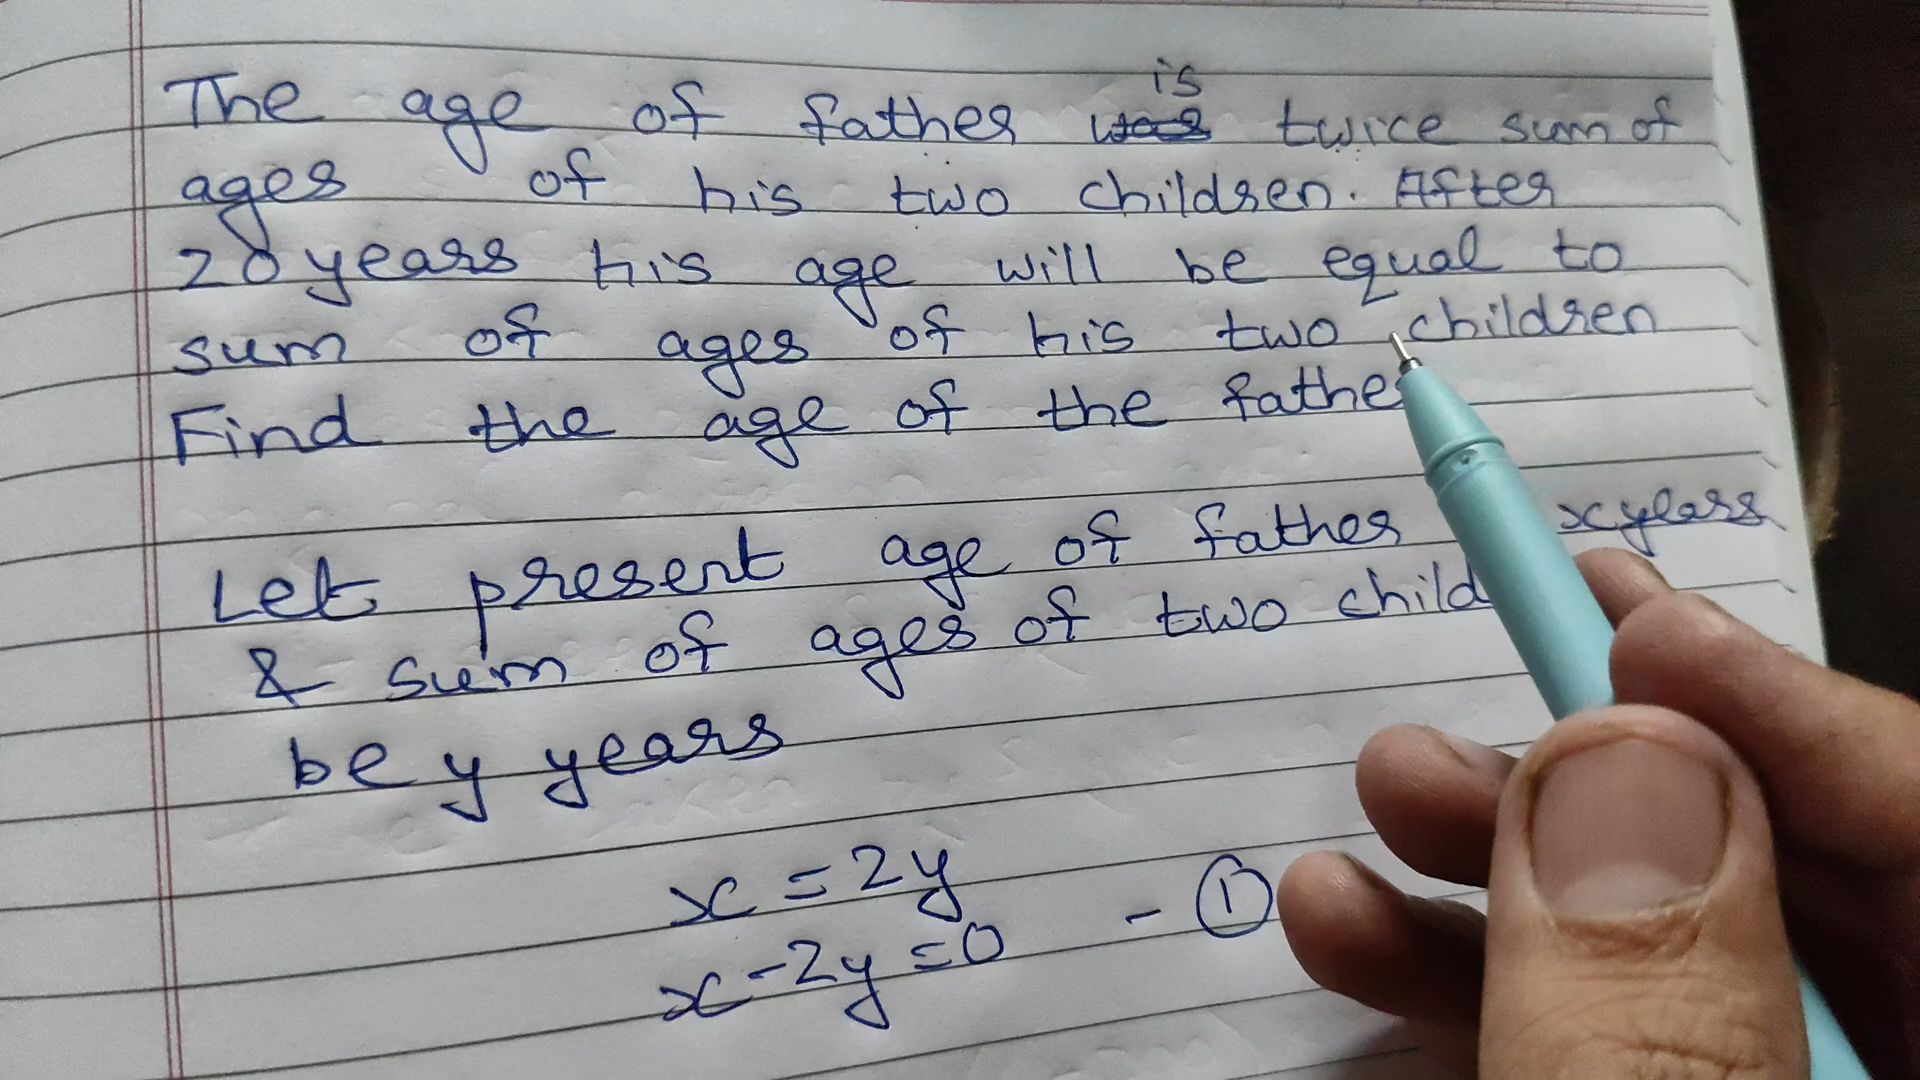 The age of father was is twice sum of
ages of his two children. After
20 years his age will be equal to
sum of ages of his two children
Find the age of the father
Let present age of father x years
& sum of ages of two child
be y years
x = 2y
x - 2y = 0 - ①